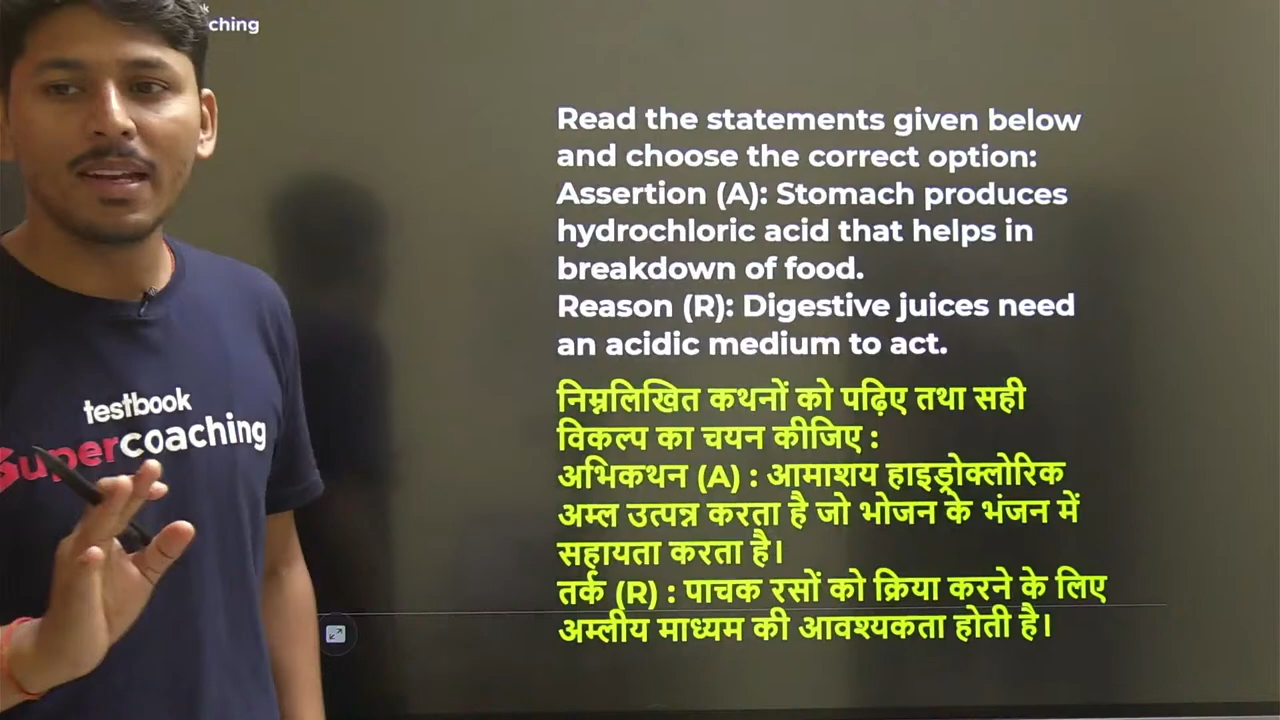 ching
Read the statements given below
and choose the correct option:
Assertion (A): Stomach produces
hydrochloric acid that helps in
breakdown of food.
Reason (R): Digestive juices need
an acidic medium to act.
निम्नलिखित कथनों को पढ़िए तथा सही
विकल्प का चयन कीजिए :
अभिकथन (A) : आमाशय हाइड्रोक्लोरिक
अम्ल उत्पन्न करता है जो भोजन के भंजन में
सहायता करता है।
तर्क (R) : पाचक रसों को क्रिया करने के लिए
अम्लीय माध्यम की आवश्यकता होती है।
testbook
Supercoaching